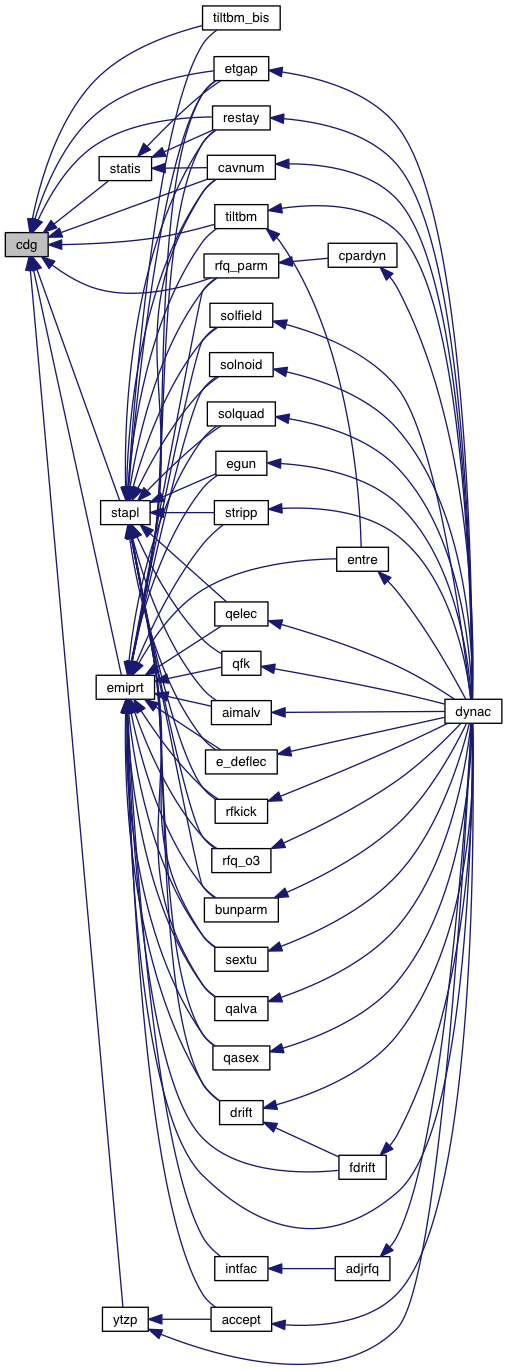 tiltbm_bis
etgap
restay
statis
cavnum
tiltbm
cdg
cpardyn
rfq_parm
solfield
solnoid
solquad
egun
stapl
stripp
entre
qelec
qfk
emiprt
aimalv
dynac
e_deflec
rfkick
rfq_o3
bunparm
sextu
qalva
qasex
drift
fdrift
intfac
adjrfq
ytzp
accept